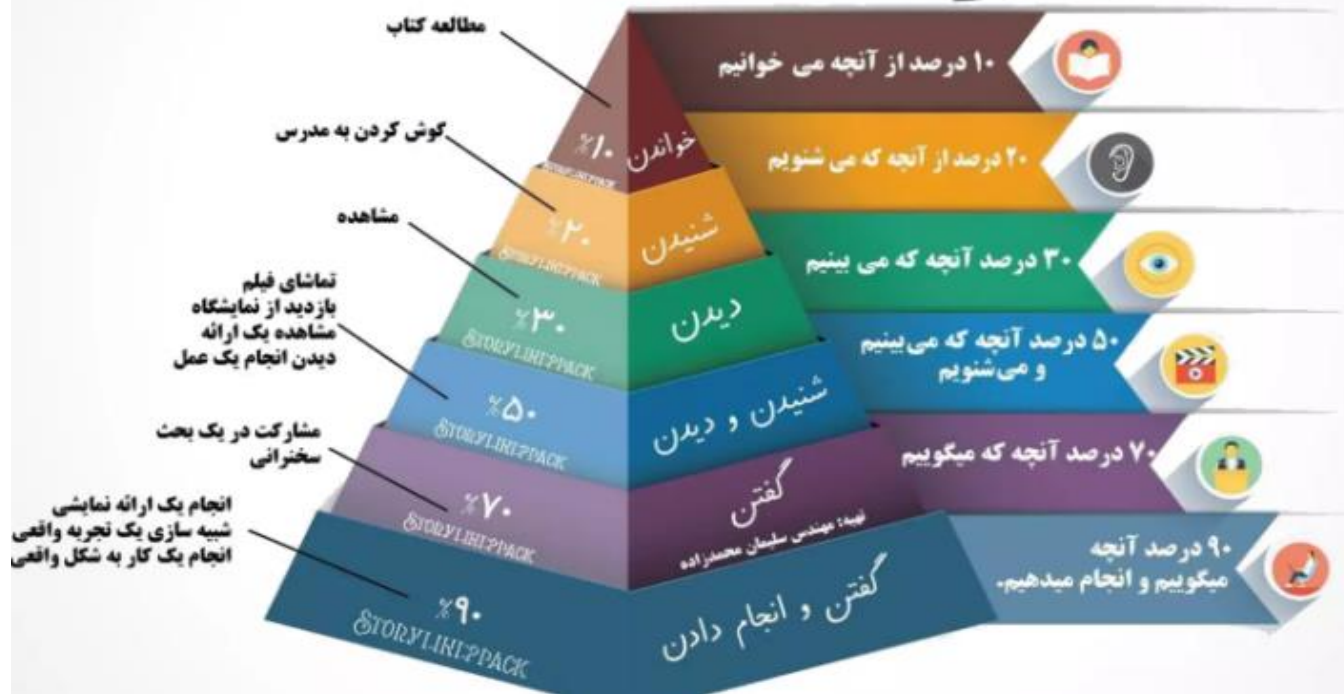 مطالعه کتاب
۱۰ درصد از آنچه می خوانیم
%۱۰
خواندن
گوش کردن به مدرس
۲۰ درصد از آنچه که می شنویم
%۲۰
STORYLIHEPPACK
شنیدن
مشاهده
۳۰ درصد آنچه که می بینیم
%۳۰
STORYLIHEPPACK
دیدن
تماشای فیلم
بازدید از نمایشگاه
مشاهده یک ارائه
دیدن انجام یک عمل
۵۰ درصد آنچه که می‌بینیم
و می‌شنویم
%۵۰
STORYLIHEPPACK
شنیدن و دیدن
مشارکت در یک بحث
سخنرانی
۷۰ درصد آنچه که میگوییم
%۷۰
STORYLIHEPPACK
گفتن
تهیه: مهندس سلیمان محمدزاده
انجام یک ارائه نمایشی
شبیه سازی یک تجربه واقعی
انجام یک کار به شکل واقعی
۹۰ درصد آنچه
میگوییم و انجام میدهیم.
%۹۰
STORYLIHEPPACK
گفتن و انجام دادن